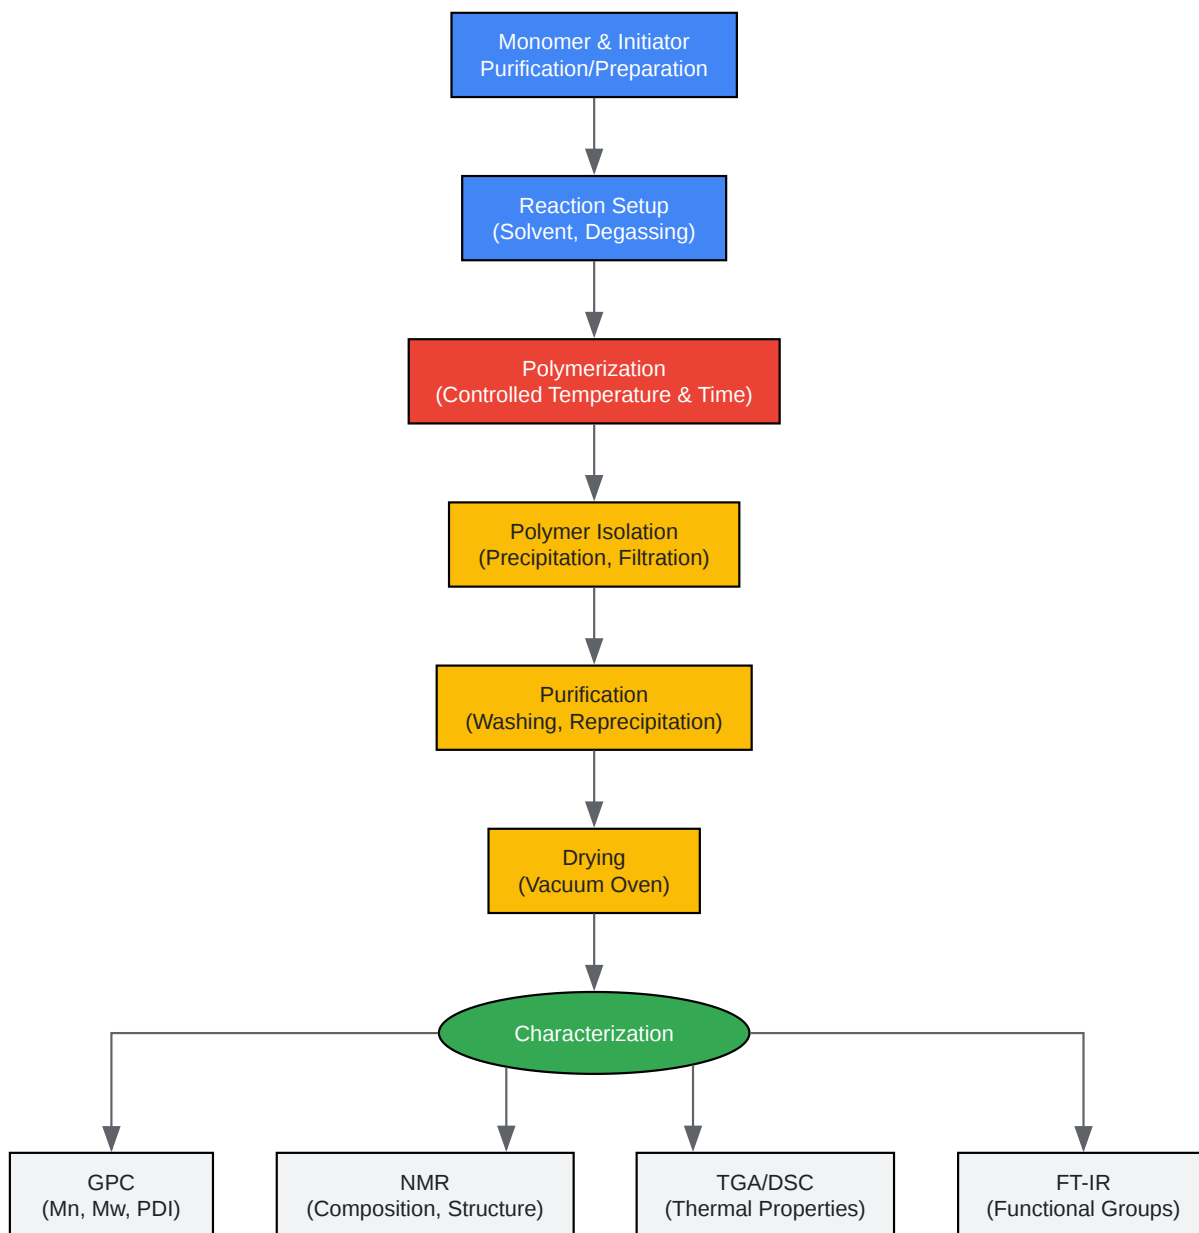 Monomer & Initiator
Purification/Preparation
Reaction Setup
(Solvent, Degassing)
Polymerization
(Controlled Temperature & Time)
Polymer Isolation
(Precipitation, Filtration)
Purification
(Washing, Reprecipitation)
Drying
(Vacuum Oven)
Characterization
GPC
(Mn, Mw, PDI)
NMR
(Composition, Structure)
TGA/DSC
(Thermal Properties)
FT-IR
(Functional Groups)